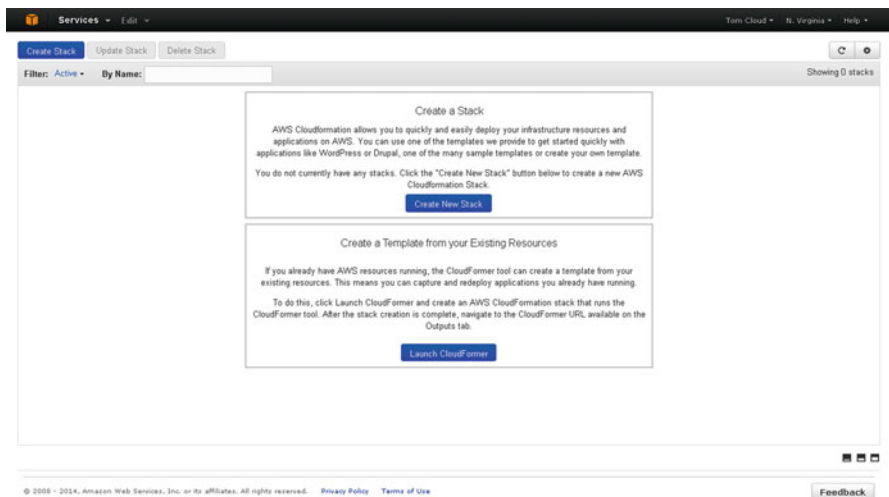 Services Edit Tom Cloud N. Virginia Help
Create Stack Update Stack Delete Stack
Filter: Active By Name: Showing 0 stacks
Create a Stack
AWS Cloudformation allows you to quickly and easily deploy your infrastructure resources and
applications on AWS. You can use one of the templates we provide to get started quickly with
applications like WordPress or Drupal, one of the many sample templates or create your own template.
You do not currently have any stacks. Click the "Create New Stack" button below to create a new AWS
Cloudformation Stack.
Create New Stack
Create a Template from your Existing Resources
If you already have AWS resources running, the CloudFormer tool can create a template from your
existing resources. This means you can capture and redeploy applications you already have running.
To do this, click Launch CloudFormer and create an AWS CloudFormation stack that runs the
CloudFormer tool. After the stack creation is complete, navigate to the CloudFormer URL available on the
Outputs tab.
Launch CloudFormer
© 2008 - 2014, Amazon Web Services, Inc. or its affiliates. All rights reserved. Privacy Policy Terms of Use
Feedback